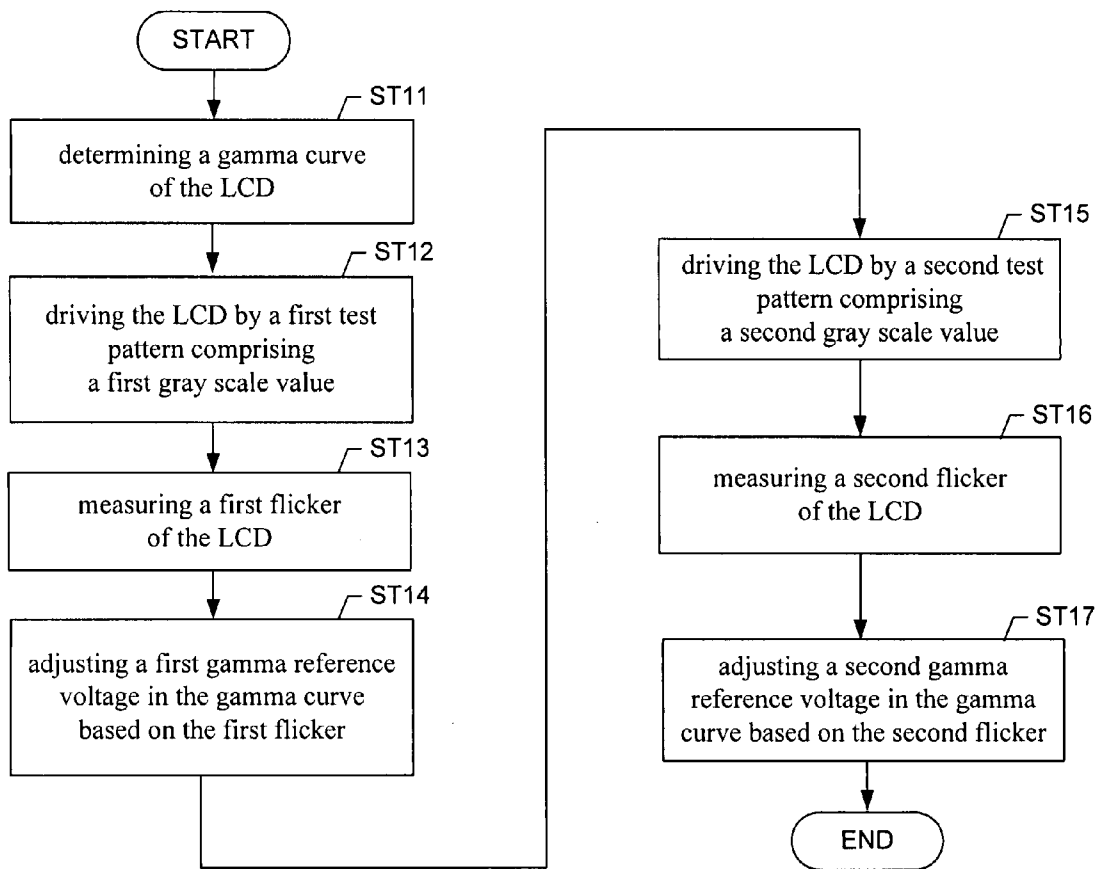 START
ST11
determining a gamma curve
of the LCD
ST12
driving the LCD by a first test
pattern comprising
a first gray scale value
ST13
measuring a first flicker
of the LCD
ST14
adjusting a first gamma reference
voltage in the gamma curve
based on the first flicker
ST15
driving the LCD by a second test
pattern comprising
a second gray scale value
ST16
measuring a second flicker
of the LCD
ST17
adjusting a second gamma
reference voltage in the gamma
curve based on the second flicker
END